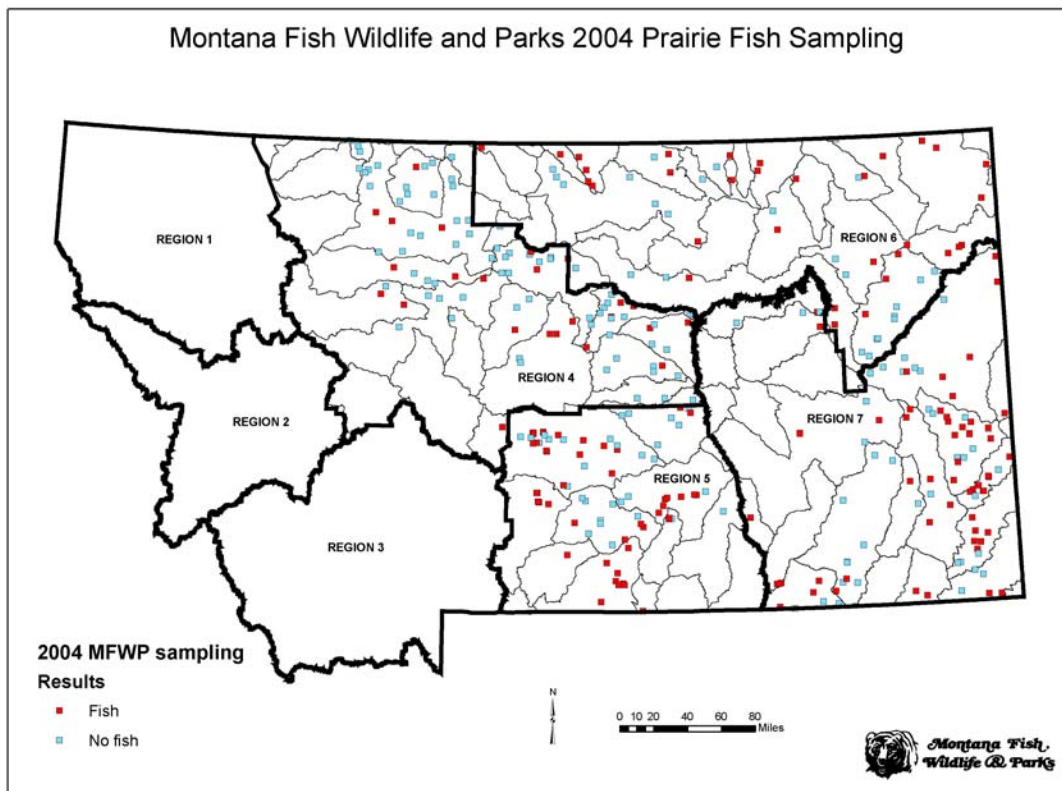 Montana Fish Wildlife and Parks 2004 Prairie Fish Sampling
REGION 1
REGION 6
REGION 4
REGION 2
REGION 7
REGION 5
REGION 3
2004 MFWP sampling
Results
Fish
No fish
N
0 10 20 40 60 80
Miles
Montana Fish,
Wildlife & Parks